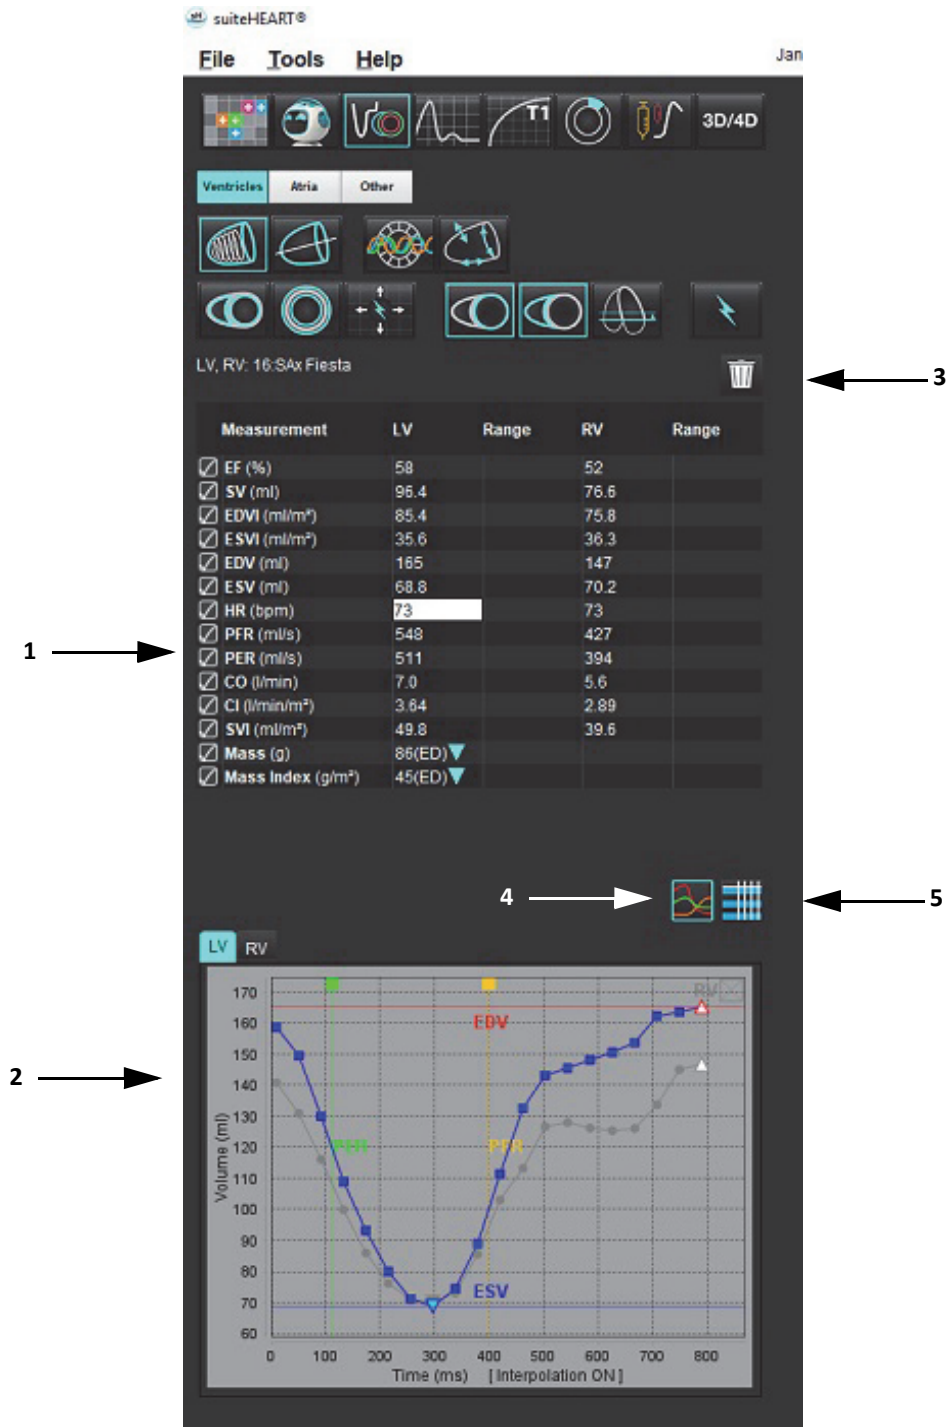 suiteHEART®
File Tools Help Jan
T1 3D/4D
Ventricles Atria Other
LV, RV: 16:SAx Fiesta
3
Measurement LV Range RV Range
EF (%) 58 52
SV (ml) 96.4 76.6
EDVI (ml/m²) 85.4 75.8
ESVI (ml/m²) 35.6 36.3
EDV (ml) 165 147
ESV (ml) 68.8 70.2
HR (bpm) 73 73
PFR (ml/s) 548 427
1
PER (ml/s) 511 394
CO (l/min) 7.0 5.6
CI (l/min/m²) 3.64 2.89
SVI (ml/m²) 49.8 39.6
Mass (g) 86(ED)
Mass Index (g/m²) 45(ED)
4 5
LV RV
170 RV
160 EDV
150
2
140
130
120 PER PFR
110
Volume (ml)
100
90
80
70 ESV
60
0 100 200 300 400 500 600 700 800
Time (ms) [ Interpolation ON ]